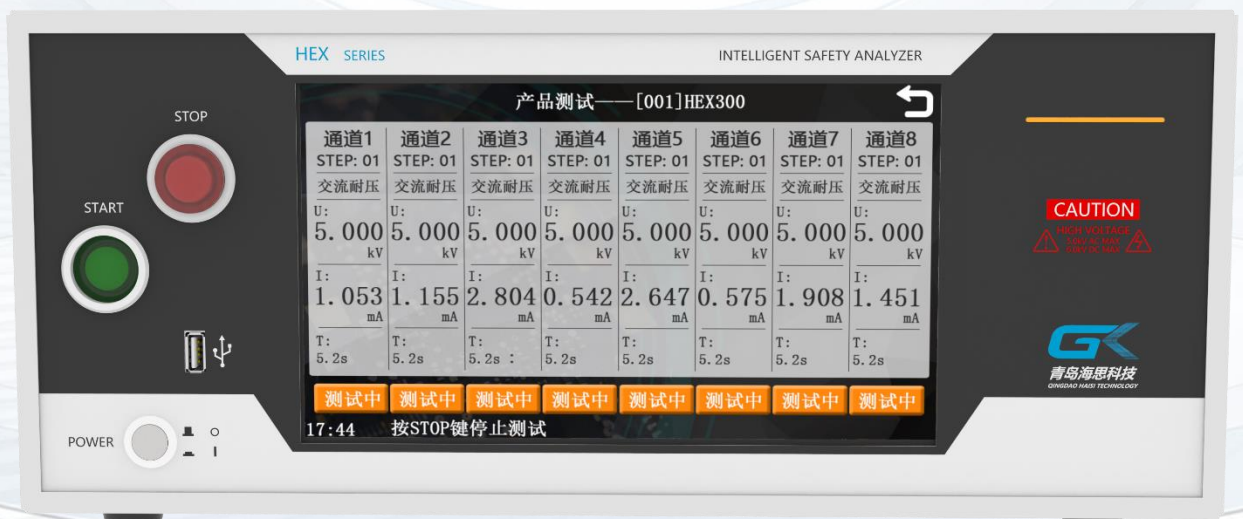 HEX SERIES
INTELLIGENT SAFETY ANALYZER
STOP
START
POWER
产品测试——[001]HEX300
通道1 通道2 通道3 通道4 通道5 通道6 通道7 通道8
STEP: 01 STEP: 01 STEP: 01 STEP: 01 STEP: 01 STEP: 01 STEP: 01 STEP: 01
交流耐压 交流耐压 交流耐压 交流耐压 交流耐压 交流耐压 交流耐压 交流耐压
U: U: U: U: U: U: U: U:
5.000 5.000 5.000 5.000 5.000 5.000 5.000 5.000
kV kV kV kV kV kV kV kV
I: I: I: I: I: I: I: I:
1.053 1.155 2.804 0.542 2.647 0.575 1.908 1.451
mA mA mA mA mA mA mA mA
T: T: T: T: T: T: T: T:
5.2s 5.2s 5.2s : 5.2s 5.2s 5.2s 5.2s 5.2s
测试中 测试中 测试中 测试中 测试中 测试中 测试中 测试中
17:44 按STOP键停止测试
CAUTION
HIGH VOLTAGE
青岛海思科技
QINGDAO HAISI TECHNOLOGY